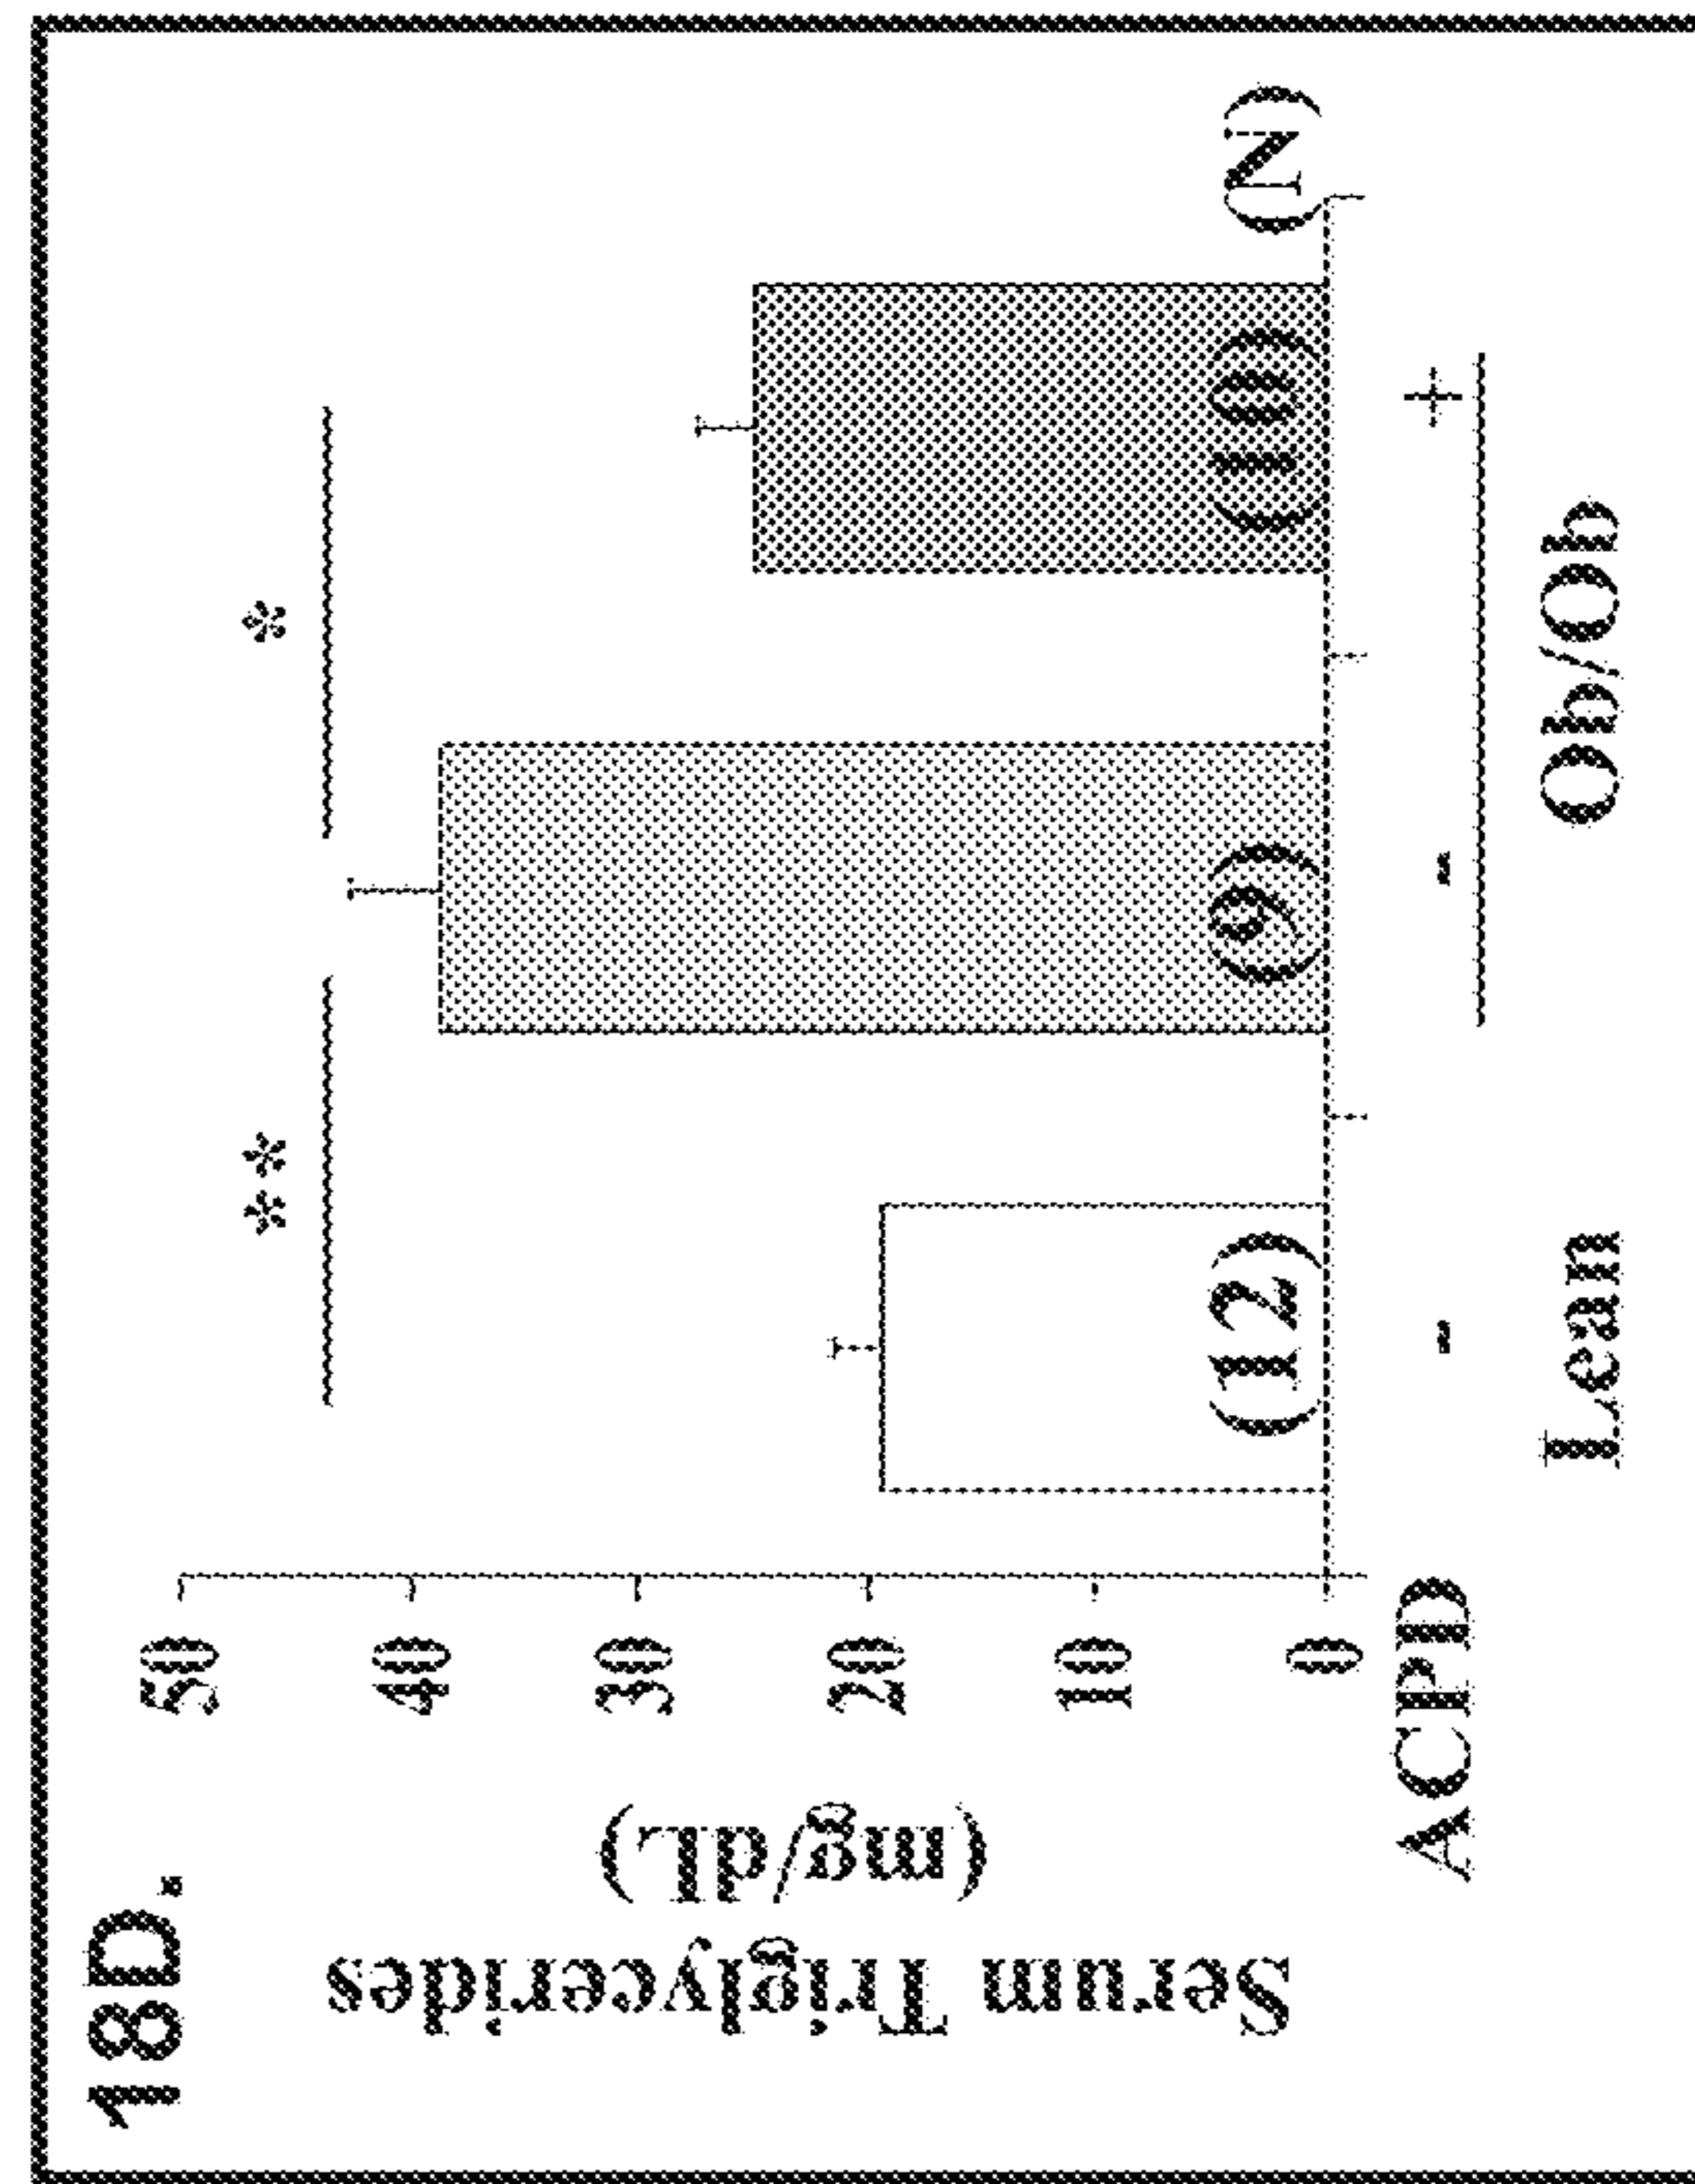 18D.
Serum Triglycerides
(mg/dL)
50
40
30
20
10
0
** *
(12) (9) (10) (N)
ACPD - - +
Lean Ob/Ob